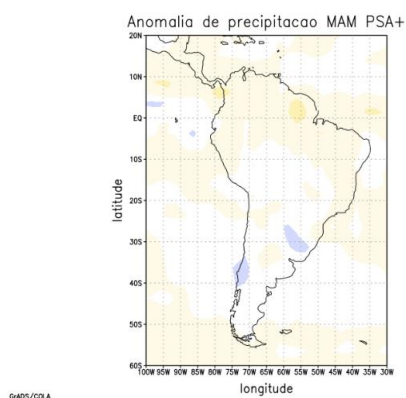 Anomalia de precipitacao MAM PSA+
20N
10N
EQ
10S
20S
30S
40S
50S
60S
latitude
100W 95W 90W 85W 80W 75W 70W 65W 60W 55W 50W 45W 40W 35W 30W
longitude
GrADS/COLA